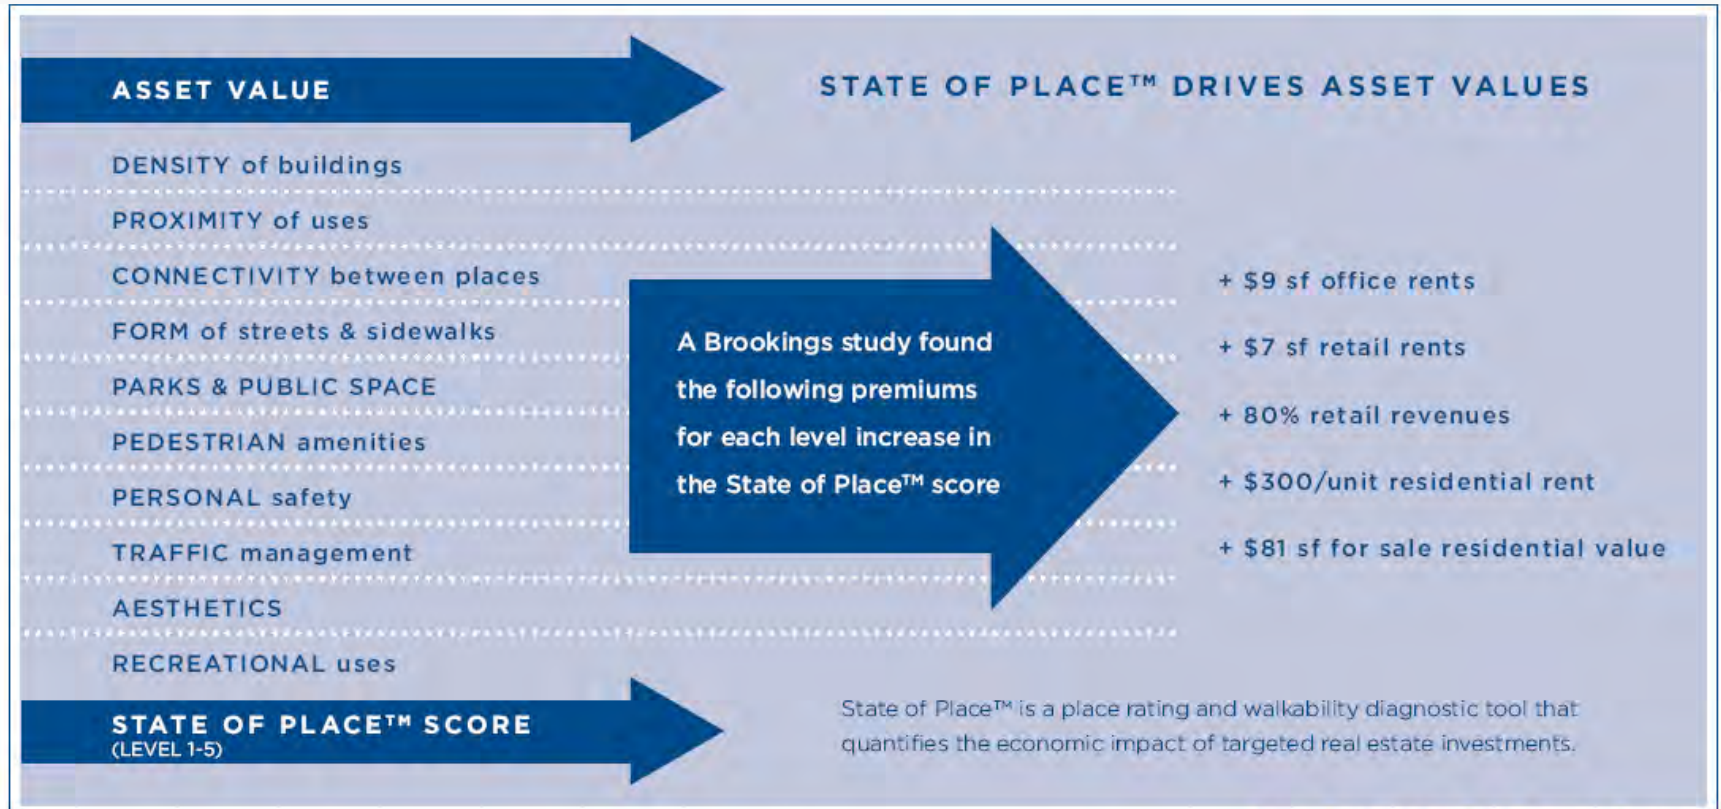 ASSET VALUE
STATE OF PLACE™ DRIVES ASSET VALUES
DENSITY of buildings
PROXIMITY of uses
CONNECTIVITY between places
FORM of streets & sidewalks
PARKS & PUBLIC SPACE
PEDESTRIAN amenities
PERSONAL safety
TRAFFIC management
AESTHETICS
RECREATIONAL uses
A Brookings study found
the following premiums
for each level increase in
the State of Place™ score
+ $9 sf office rents
+ $7 sf retail rents
+ 80% retail revenues
+ $300/unit residential rent
+ $81 sf for sale residential value
STATE OF PLACE™ SCORE
(LEVEL 1-5)
State of Place™ is a place rating and walkability diagnostic tool that
quantifies the economic impact of targeted real estate investments.